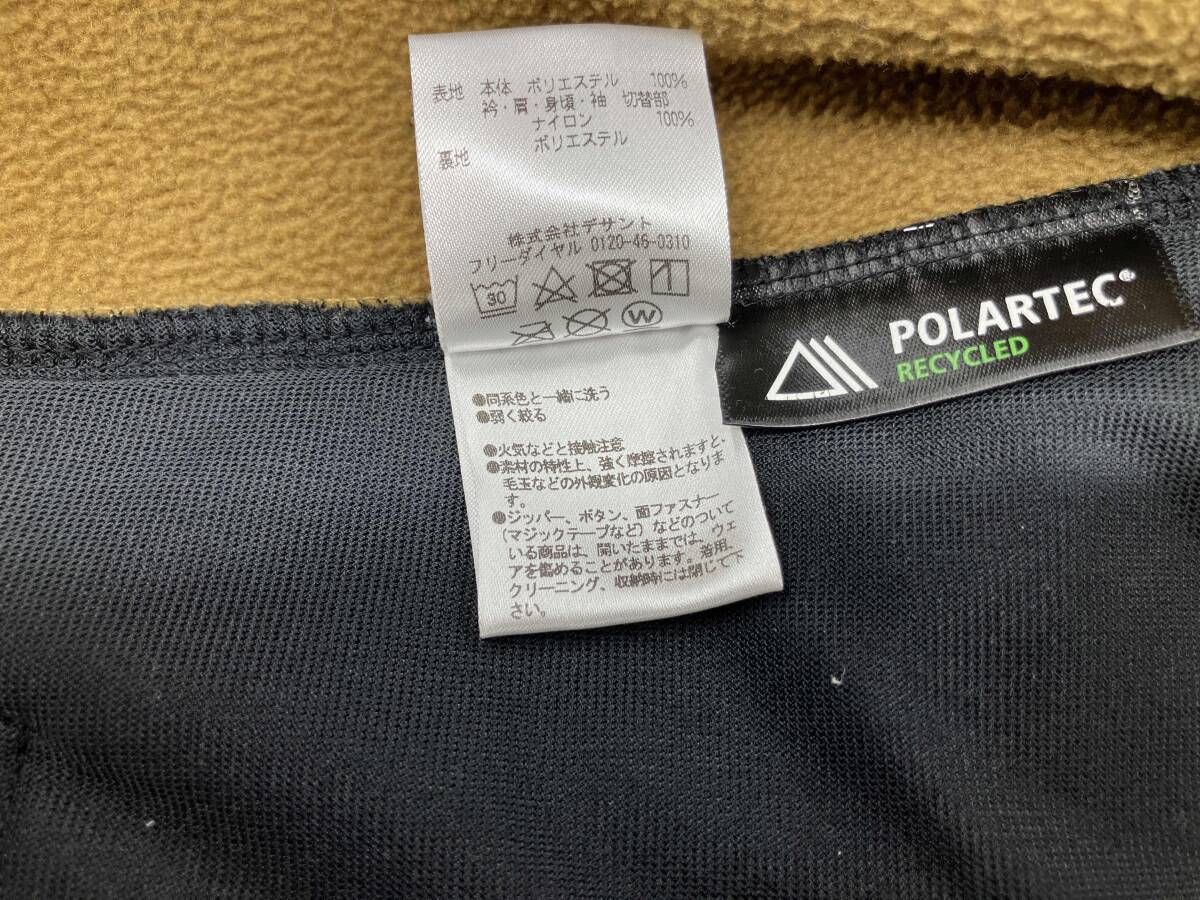 表地 本体 ポリエステル 100%
衿・肩・身頃・袖 切替部
ナイロン 100%
裏地 ポリエステル
株式会社デサント
フリーダイヤル 0120-46-0310
30
W
●同系色と一緒に洗う
●弱く絞る
●火気などと接触注意
●素材の特性上、強く摩擦されますと、
毛玉などの外観変化の原因となりま
す。
●ジッパー、ボタン、面ファスナー
(マジックテープなど)などのついて
いる商品は、開いたままでは、ウェ
アを傷めることがあります。着用、
クリーニング、収納時には閉じて下
さい。
POLARTEC®
RECYCLED